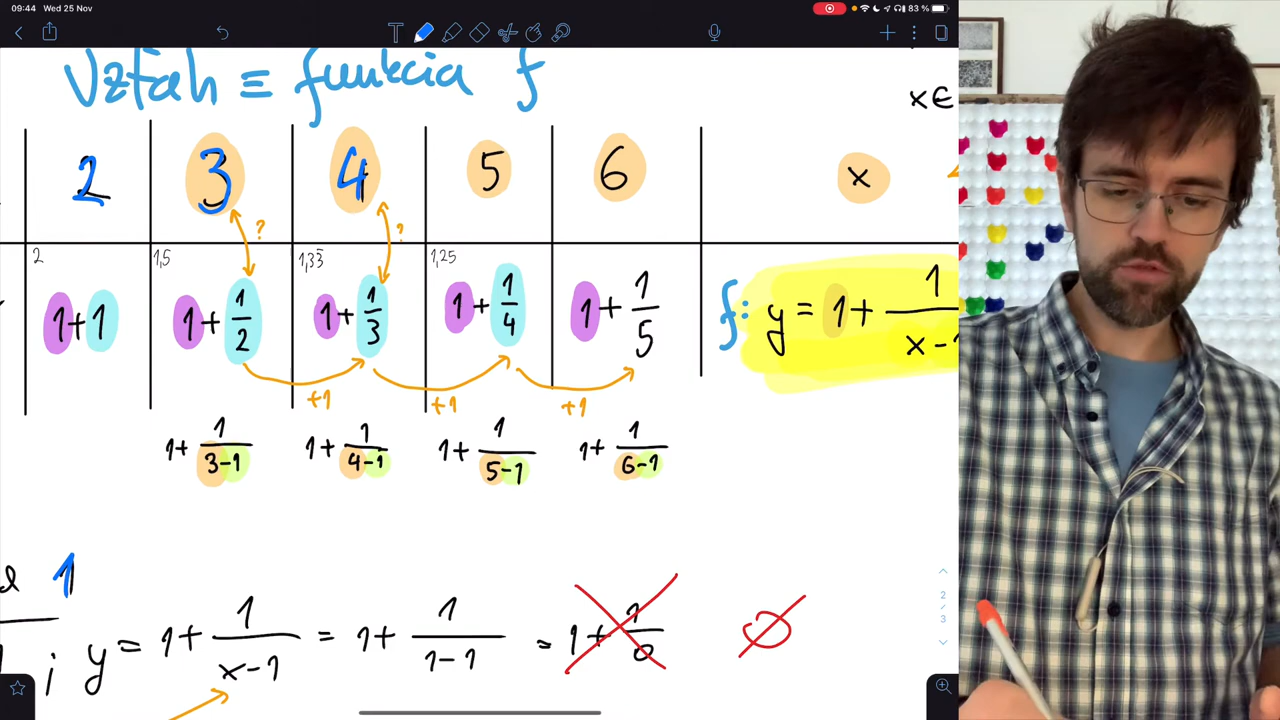 09:44 Wed 25 Nov 83 %
Vzťah ≡ funkcia f
x∈
2 3 4 5 6 x
? ?
2 1,5 1,33 1,25
1+1 1+1/2 1+1/3 1+1/4 1+1/5 f: y = 1+ 1/x-
+1 +1 +1
1+ 1/3-1 1+ 1/4-1 1+ 1/5-1 1+ 1/6-1
1
; y = 1+ 1/x-1 = 1+ 1/1-1 = 1+ 1/0 ∅
2
/
3